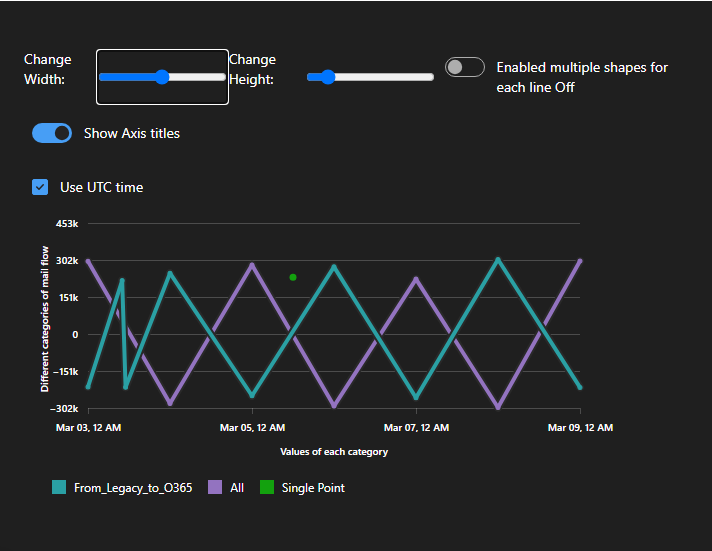 Change
Width:
Change
Height:
Enabled multiple shapes for
each line Off
Show Axis titles
Use UTC time
453k
302k
151k
0
−151k
−302k
Different categories of mail flow
Mar 03, 12 AM
Mar 05, 12 AM
Mar 07, 12 AM
Mar 09, 12 AM
Values of each category
From_Legacy_to_O365
All
Single Point